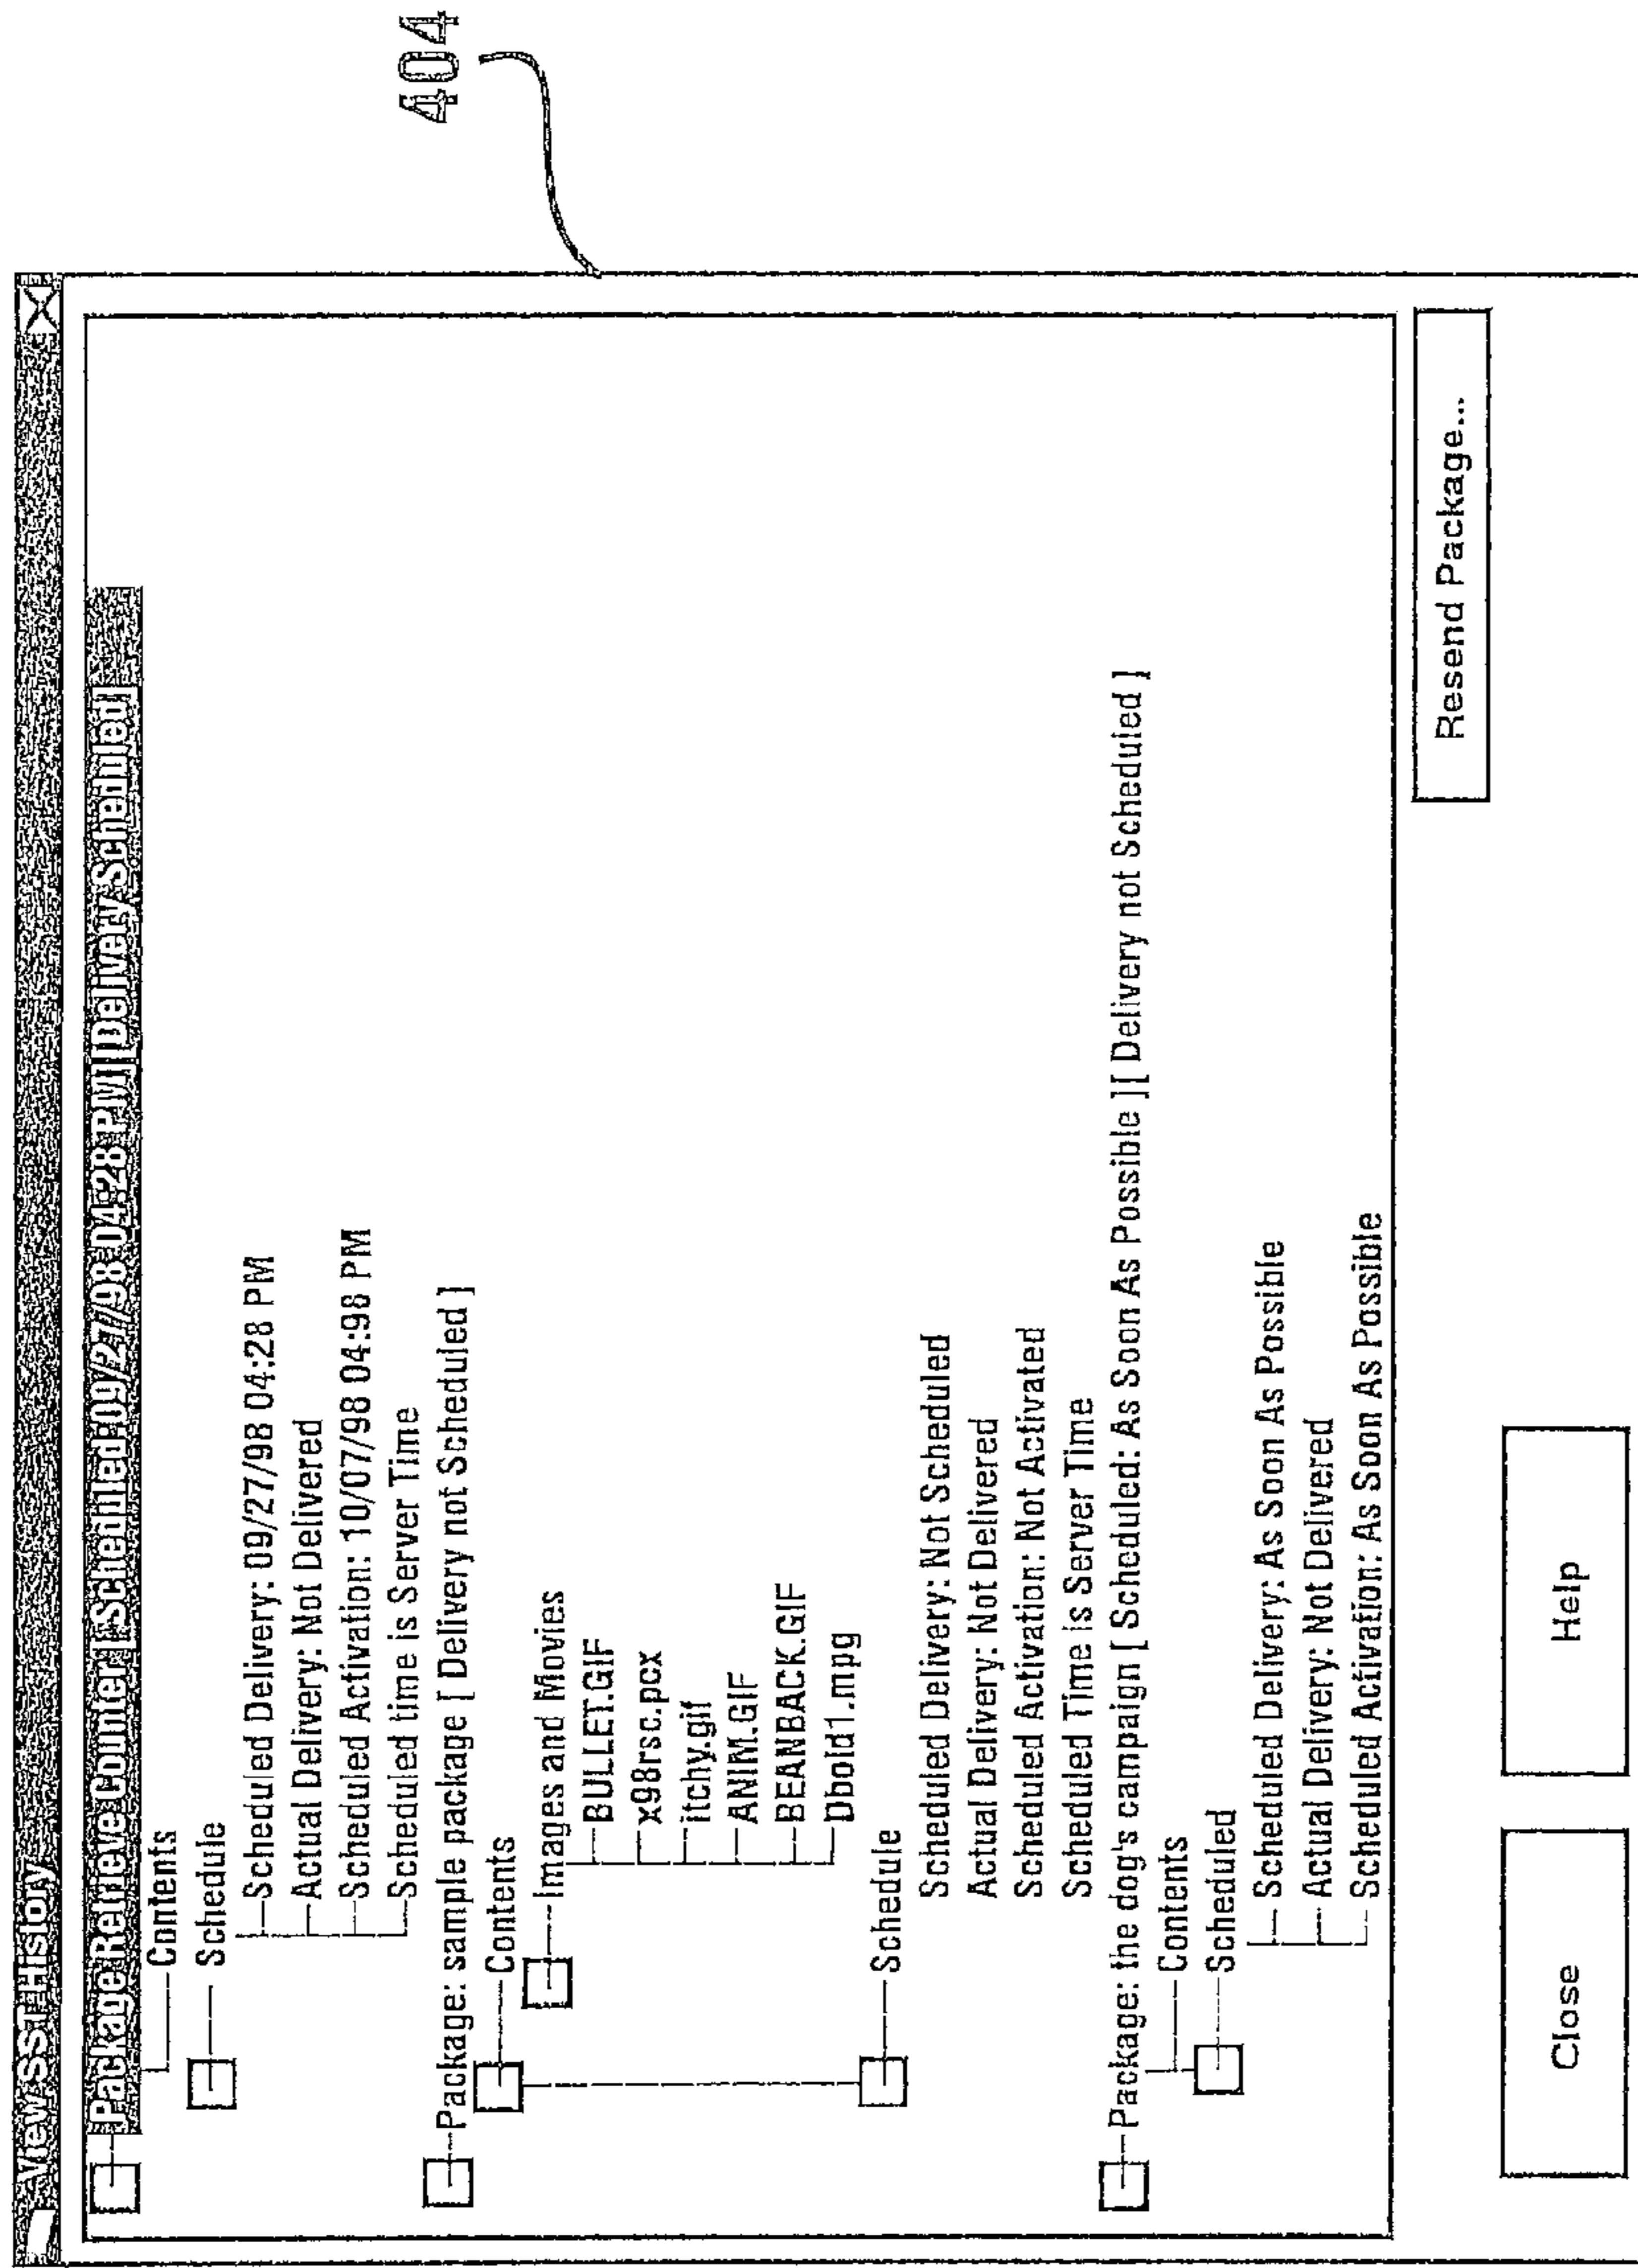 View SST History
Package Retrieve Counter [ Scheduled: 09/27/98 04:28 PM ][ Delivery Scheduled ]
Contents
Schedule
Scheduled Delivery: 09/27/98 04:28 PM
Actual Delivery: Not Delivered
Scheduled Activation: 10/07/98 04:98 PM
Scheduled time is Server Time
Package: sample package [ Delivery not Scheduled ]
Contents
Images and Movies
BULLET.GIF
x98rsc.pcx
itchy.gif
ANIM.GIF
BEANBACK.GIF
Dbold1.mpg
Schedule
Scheduled Delivery: Not Scheduled
Actual Delivery: Not Delivered
Scheduled Activation: Not Activated
Scheduled Time is Server Time
Package: the dog's campaign [ Scheduled: As Soon As Possible ][ Delivery not Scheduled ]
Contents
Scheduled
Scheduled Delivery: As Soon As Possible
Actual Delivery: Not Delivered
Scheduled Activation: As Soon As Possible
Resend Package...
Close
Help
404